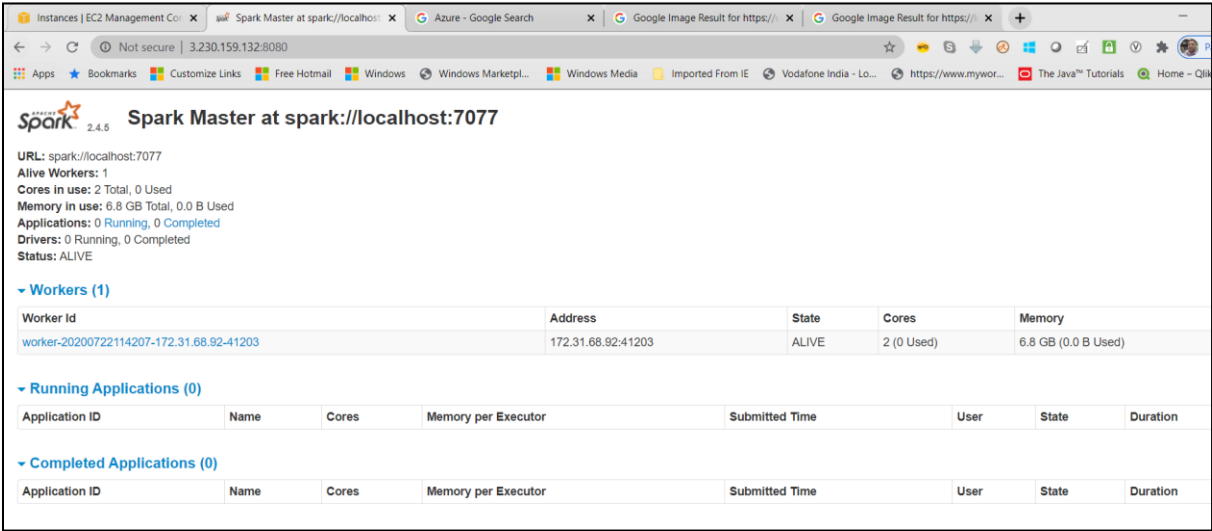 Instances | EC2 Management Con
Spark Master at spark://localhost:
Azure - Google Search
Google Image Result for https://
Google Image Result for https://
Not secure | 3.230.159.132:8080
Apps Bookmarks Customize Links Free Hotmail Windows Windows Marketpl... Windows Media Imported From IE Vodafone India - Lo... https://www.mywor... The Java™ Tutorials Home – Qlik
APACHE Spark 2.4.5 Spark Master at spark://localhost:7077
URL: spark://localhost:7077
Alive Workers: 1
Cores in use: 2 Total, 0 Used
Memory in use: 6.8 GB Total, 0.0 B Used
Applications: 0 Running, 0 Completed
Drivers: 0 Running, 0 Completed
Status: ALIVE
Workers (1)
Worker Id Address State Cores Memory
worker-20200722114207-172.31.68.92-41203 172.31.68.92:41203 ALIVE 2 (0 Used) 6.8 GB (0.0 B Used)
Running Applications (0)
Application ID Name Cores Memory per Executor Submitted Time User State Duration
Completed Applications (0)
Application ID Name Cores Memory per Executor Submitted Time User State Duration